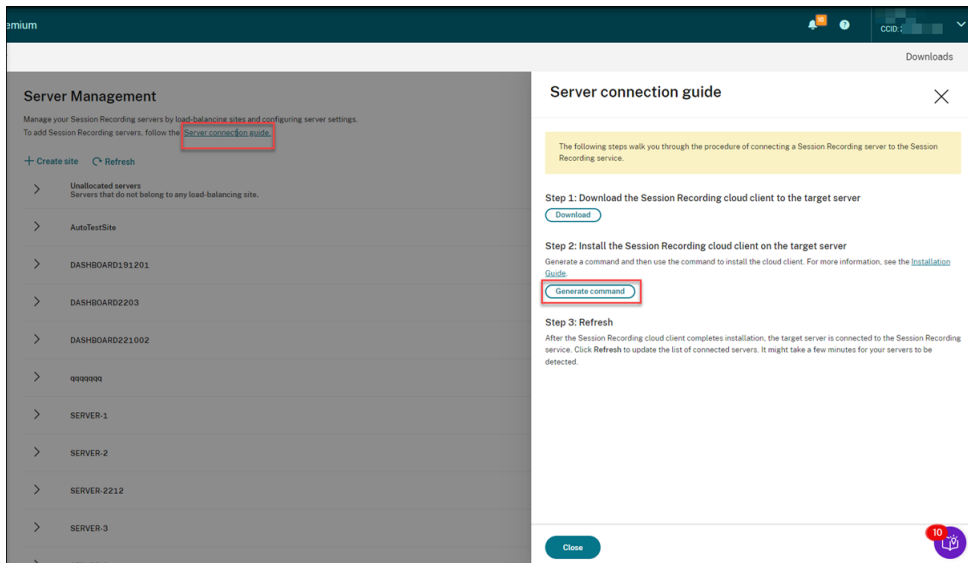 emium
CCID:
Downloads
Server Management
Manage your Session Recording servers by load-balancing sites and configuring server settings.
To add Session Recording servers, follow the Server connection guide.
Create site
Refresh
Unallocated servers
Servers that do not belong to any load-balancing site.
AutoTestSite
DASHBOARD191201
DASHBOARD2203
DASHBOARD221002
qqqqqqq
SERVER-1
SERVER-2
SERVER-2212
SERVER-3
Server connection guide
The following steps walk you through the procedure of connecting a Session Recording server to the Session
Recording service.
Step 1: Download the Session Recording cloud client to the target server
Download
Step 2: Install the Session Recording cloud client on the target server
Generate a command and then use the command to install the cloud client. For more information, see the Installation
Guide.
Generate command
Step 3: Refresh
After the Session Recording cloud client completes installation, the target server is connected to the Session Recording
service. Click Refresh to update the list of connected servers. It might take a few minutes for your servers to be
detected.
Close
10